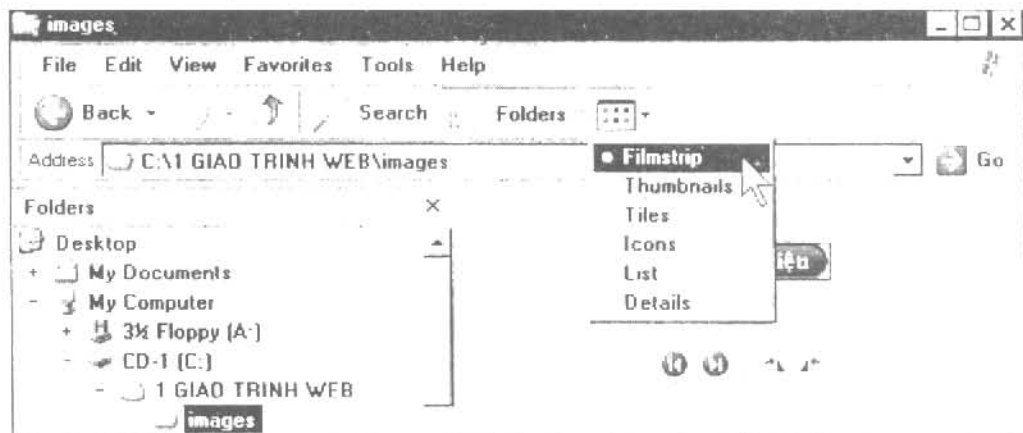 images
File Edit View Favorites Tools Help
Back Search Folders
Address C:\1 GIAO TRINH WEB\images Go
Filmstrip
Thumbnails
Tiles
Icons
List
Details
Folders
Desktop
My Documents
My Computer
3½ Floppy (A:)
CD-1 (C:)
1 GIAO TRINH WEB
images